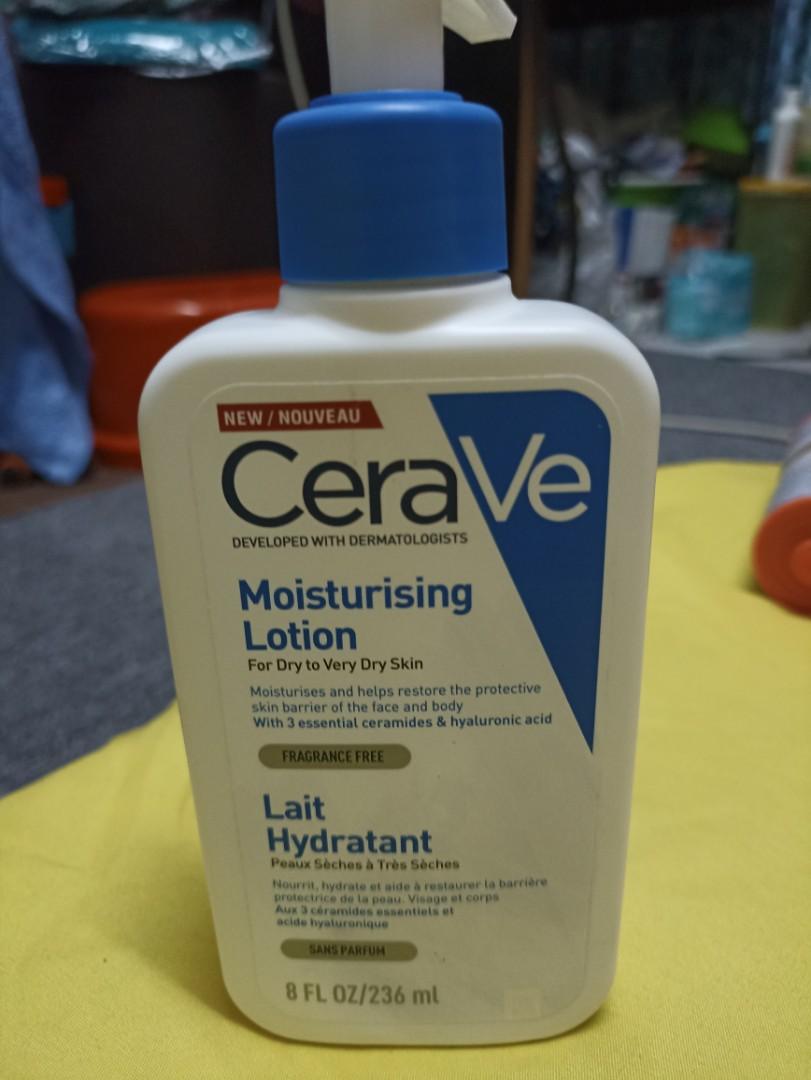 NEW / NOUVEAU
CeraVe
DEVELOPED WITH DERMATOLOGISTS
Moisturising
Lotion
For Dry to Very Dry Skin
Moisturises and helps restore the protective
skin barrier of the face and body
With 3 essential ceramides & hyaluronic acid
FRAGRANCE FREE
Lait
Hydratant
Peaux Sèches à Très Sèches
Nourrit, hydrate et aide à restaurer la barrière
protectrice de la peau. Visage et corps
Aux 3 céramides essentiels et
acide hyaluronique
SANS PARFUM
8 FL OZ/236 ml